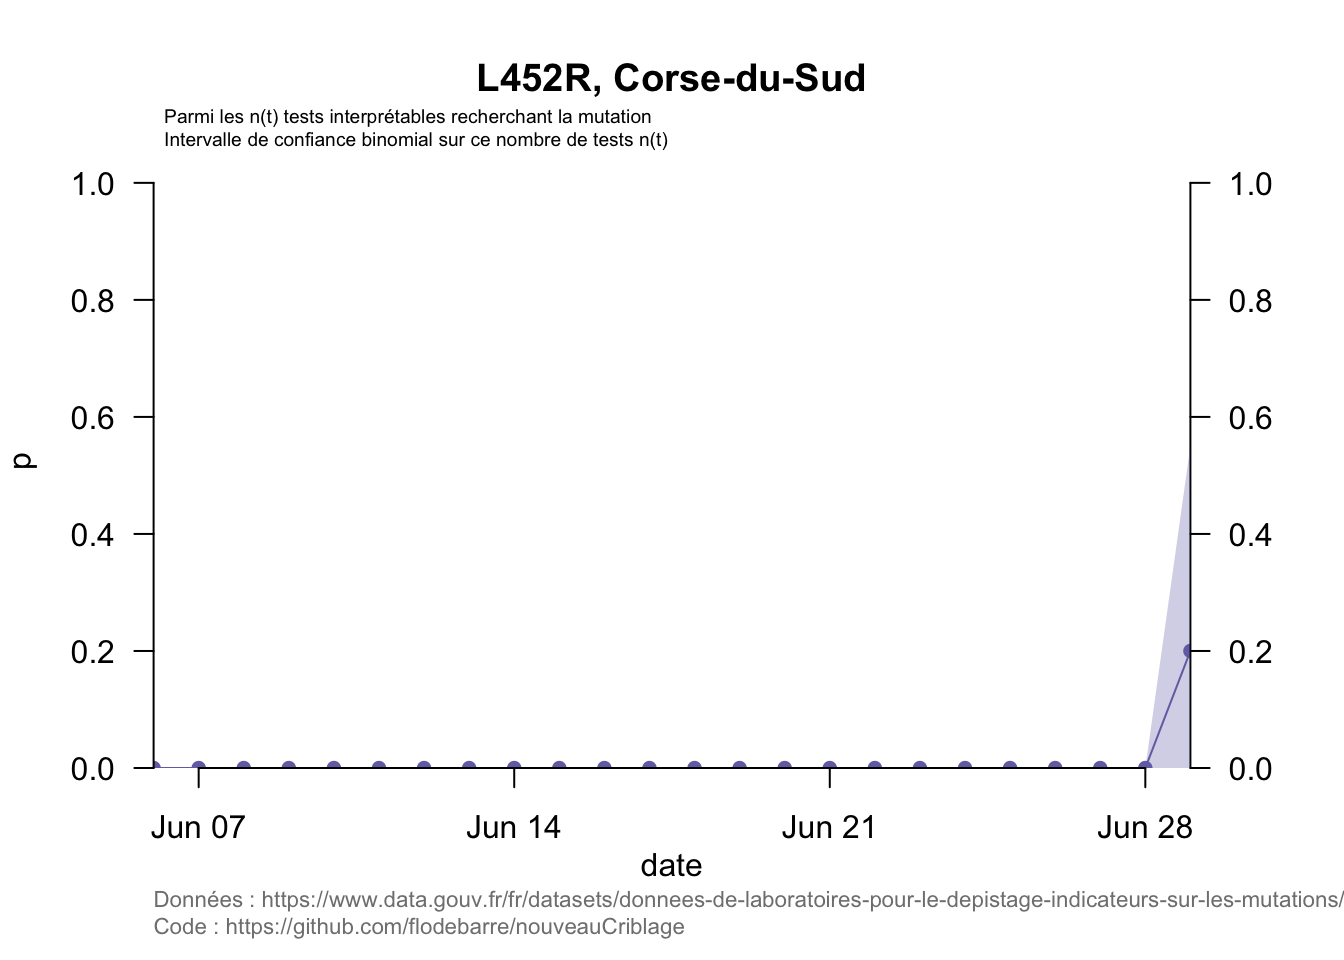 L452R, Corse-du-Sud
Parmi les n(t) tests interprétables recherchant la mutation
Intervalle de confiance binomial sur ce nombre de tests n(t)
1.0
0.8
0.6
0.4
0.2
0.0
p
1.0
0.8
0.6
0.4
0.2
0.0
Jun 07 Jun 14 Jun 21 Jun 28
date
Données : https://www.data.gouv.fr/fr/datasets/donnees-de-laboratoires-pour-le-depistage-indicateurs-sur-les-mutations/
Code : https://github.com/flodebarre/nouveauCriblage